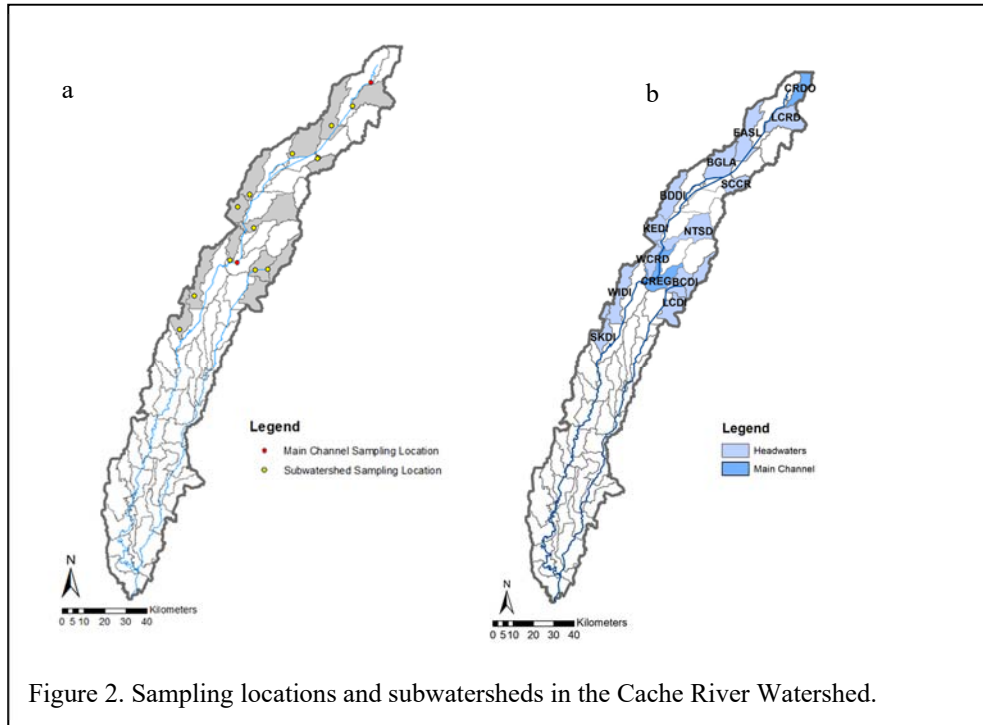 a
Legend
Main Channel Sampling Location
Subwatershed Sampling Location
N
Kilometers
0 5 10 20 30 40
b
CRDO
LCRD
EASL
BGLA
SCCR
BDDI
KEDI
NTSD
WCRD
CREG
BCDI
WIDI
LCDI
SKDI
Legend
Headwaters
Main Channel
N
Kilometers
0 5 10 20 30 40
Figure 2. Sampling locations and subwatersheds in the Cache River Watershed.